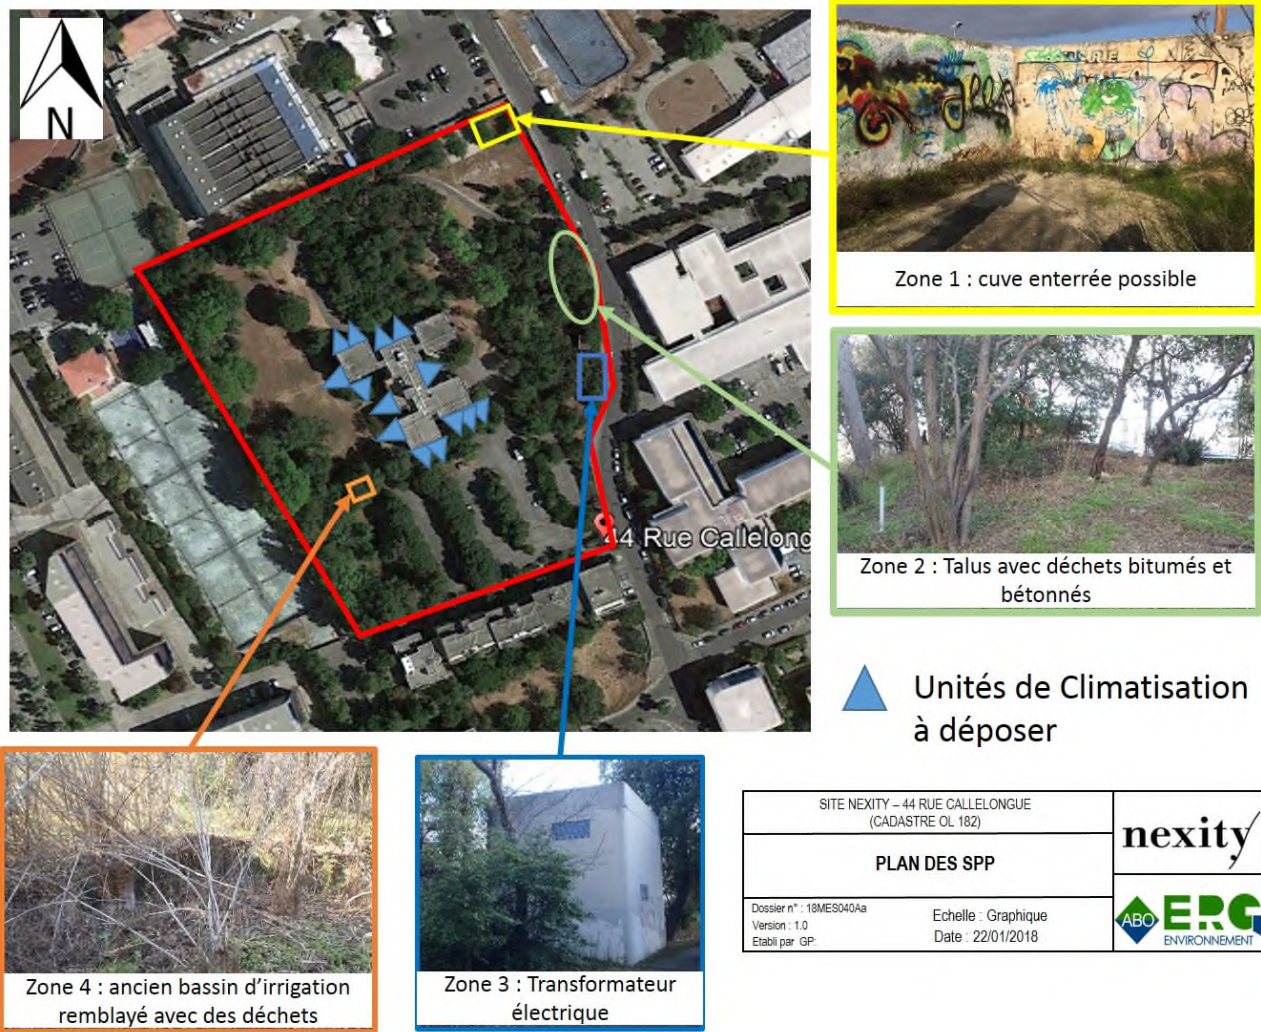 N
44 Rue Callelong
Zone 1 : cuve enterrée possible
Zone 2 : Talus avec déchets bitumés et
bétonnés
Unités de Climatisation
à déposer
Zone 4 : ancien bassin d’irrigation
remblayé avec des déchets
Zone 3 : Transformateur
électrique
SITE NEXITY – 44 RUE CALLELONGUE
(CADASTRE OL 182)
PLAN DES SPP
Dossier n° : 18MES040Aa
Version : 1.0
Etabli par GP:
Echelle : Graphique
Date : 22/01/2018
nexity
ABO ERG
ENVIRONNEMENT